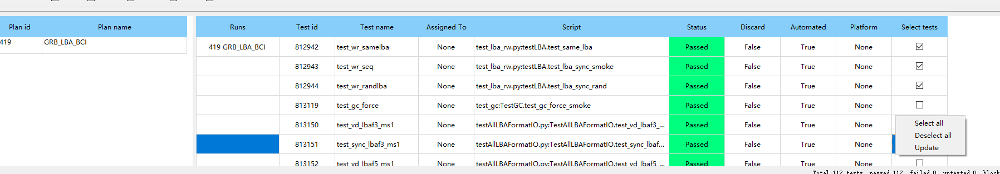 Plan id Plan name Runs Test id Test name Assigned To Script Status Discard Automated Platform Select tests
419 GRB_LBA_BCI 419 GRB_LBA_BCI 812942 test_wr_samelba None test_lba_rw.py:testLBA.test_same_lba Passed False True None
812943 test_wr_seq None test_lba_rw.py:testLBA.test_lba_sync_smoke Passed False True None
812944 test_wr_randlba None test_lba_rw.py:testLBA.test_lba_sync_rand Passed False True None
813119 test_gc_force None test_gc:TestGC.test_gc_force_smoke Passed False True None
813150 test_vd_lbaf3_ms1 None testAllLBAFormatIO.py:TestAllLBAFormatIO.test_vd_lbaf3_... Passed False True None
Select all
Deselect all
813151 test_sync_lbaf3_ms1 None testAllLBAFormatIO.py:TestAllLBAFormatIO.test_sync_lbaf... Passed False True None
Update
813152 test_vd_lbaf5_ms1 None testAllLBAFormatIO.py:TestAllLBAFormatIO.test_vd_lbaf5_... Passed False True None
Total 112 tests, passed 112, failed 0, untested 0, block